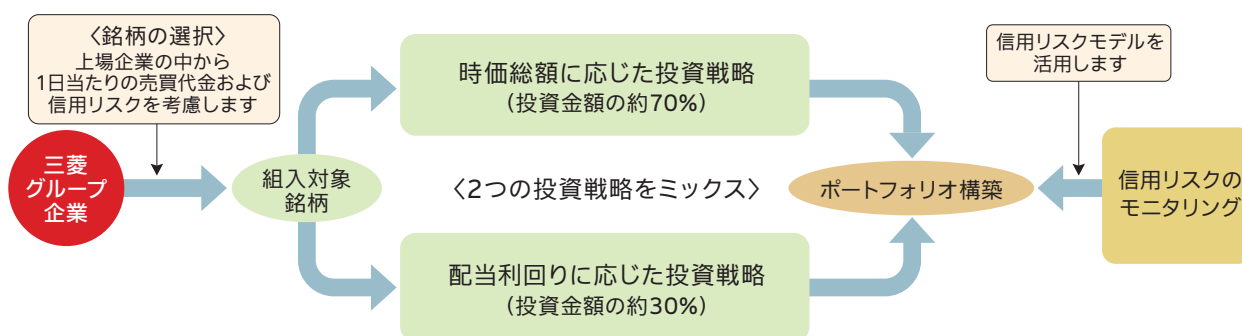 〈銘柄の選択〉
上場企業の中から
1日当たりの売買代金および
信用リスクを考慮します
三菱
グループ
企業
組入対象
銘柄
時価総額に応じた投資戦略
(投資金額の約70%)
〈2つの投資戦略をミックス〉
配当利回りに応じた投資戦略
(投資金額の約30%)
ポートフォリオ構築
信用リスクモデルを
活用します
信用リスクの
モニタリング